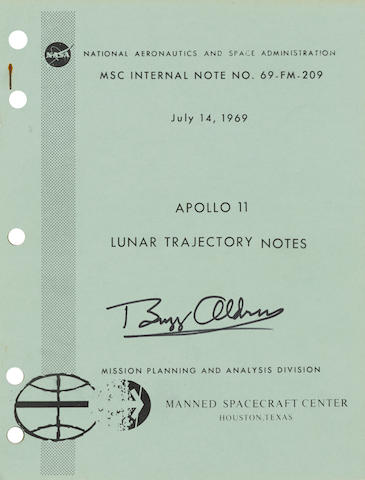 NASA
NATIONAL AERONAUTICS AND SPACE ADMINISTRATION
MSC INTERNAL NOTE NO. 69-FM-209
July 14, 1969
APOLLO 11
LUNAR TRAJECTORY NOTES
Buzz Aldrin
MISSION PLANNING AND ANALYSIS DIVISION
MANNED SPACECRAFT CENTER
HOUSTON, TEXAS